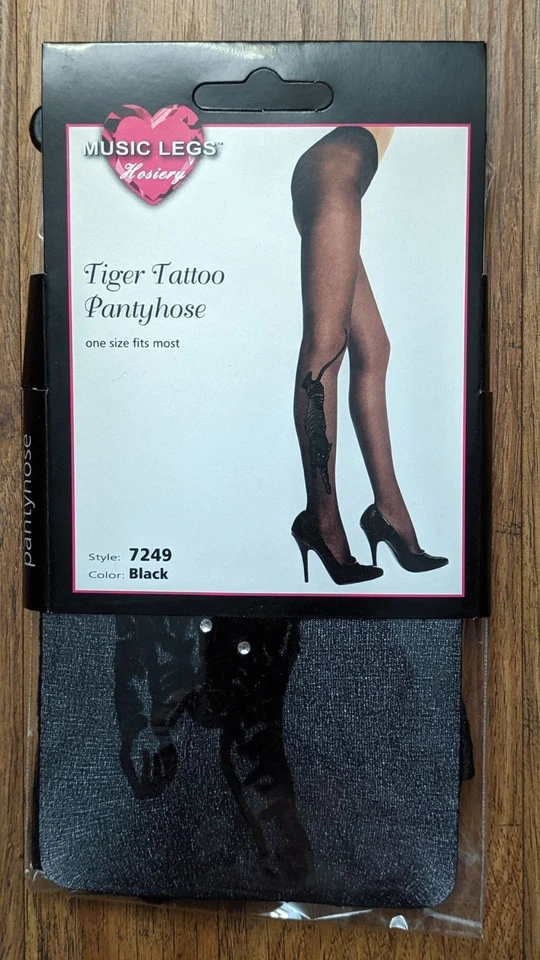 MUSIC LEGS™
Hosiery
Tiger Tattoo
Pantyhose
one size fits most
Style: 7249
Color: Black
pantyhose